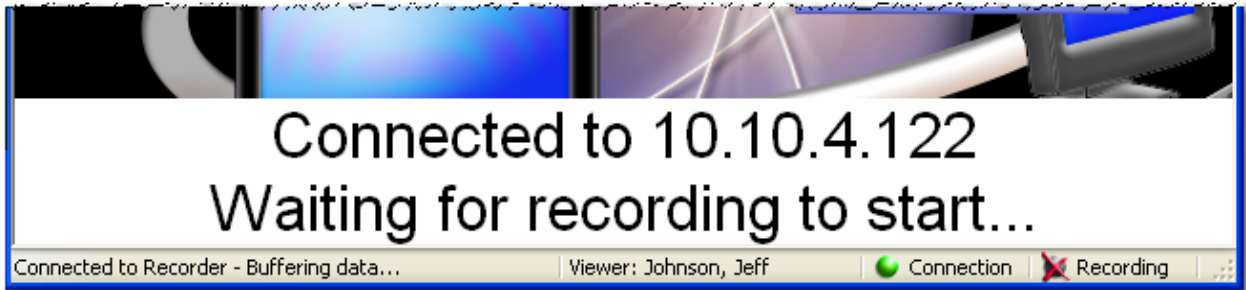 Connected to 10.10.4.122
Waiting for recording to start...
Connected to Recorder - Buffering data... Viewer: Johnson, Jeff Connection Recording